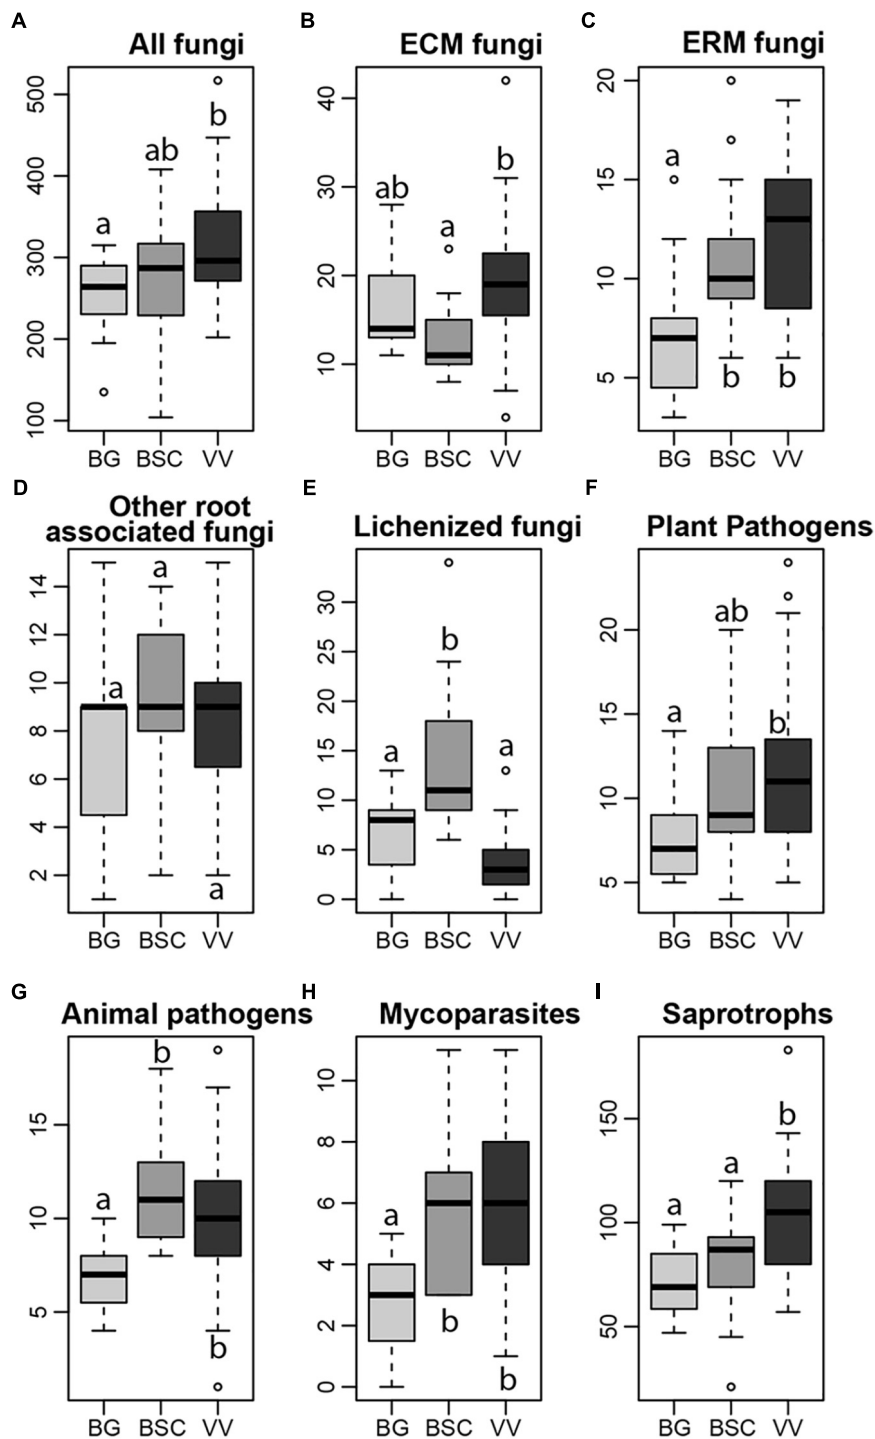 A
All fungi
500
400
300
200
100
a
ab
b
BG BSC VV
B
ECM fungi
40
30
20
10
ab
a
b
BG BSC VV
C
ERM fungi
20
15
10
5
a
b
b
BG BSC VV
D
Other root
associated fungi
14
12
10
8
6
4
2
a
a
a
BG BSC VV
E
Lichenized fungi
30
25
20
15
10
5
0
a
b
a
BG BSC VV
F
Plant Pathogens
20
15
10
5
a
ab
b
BG BSC VV
G
Animal pathogens
15
10
5
a
b
b
BG BSC VV
H
Mycoparasites
10
8
6
4
2
0
a
b
b
BG BSC VV
I
Saprotrophs
150
100
50
a
a
b
BG BSC VV